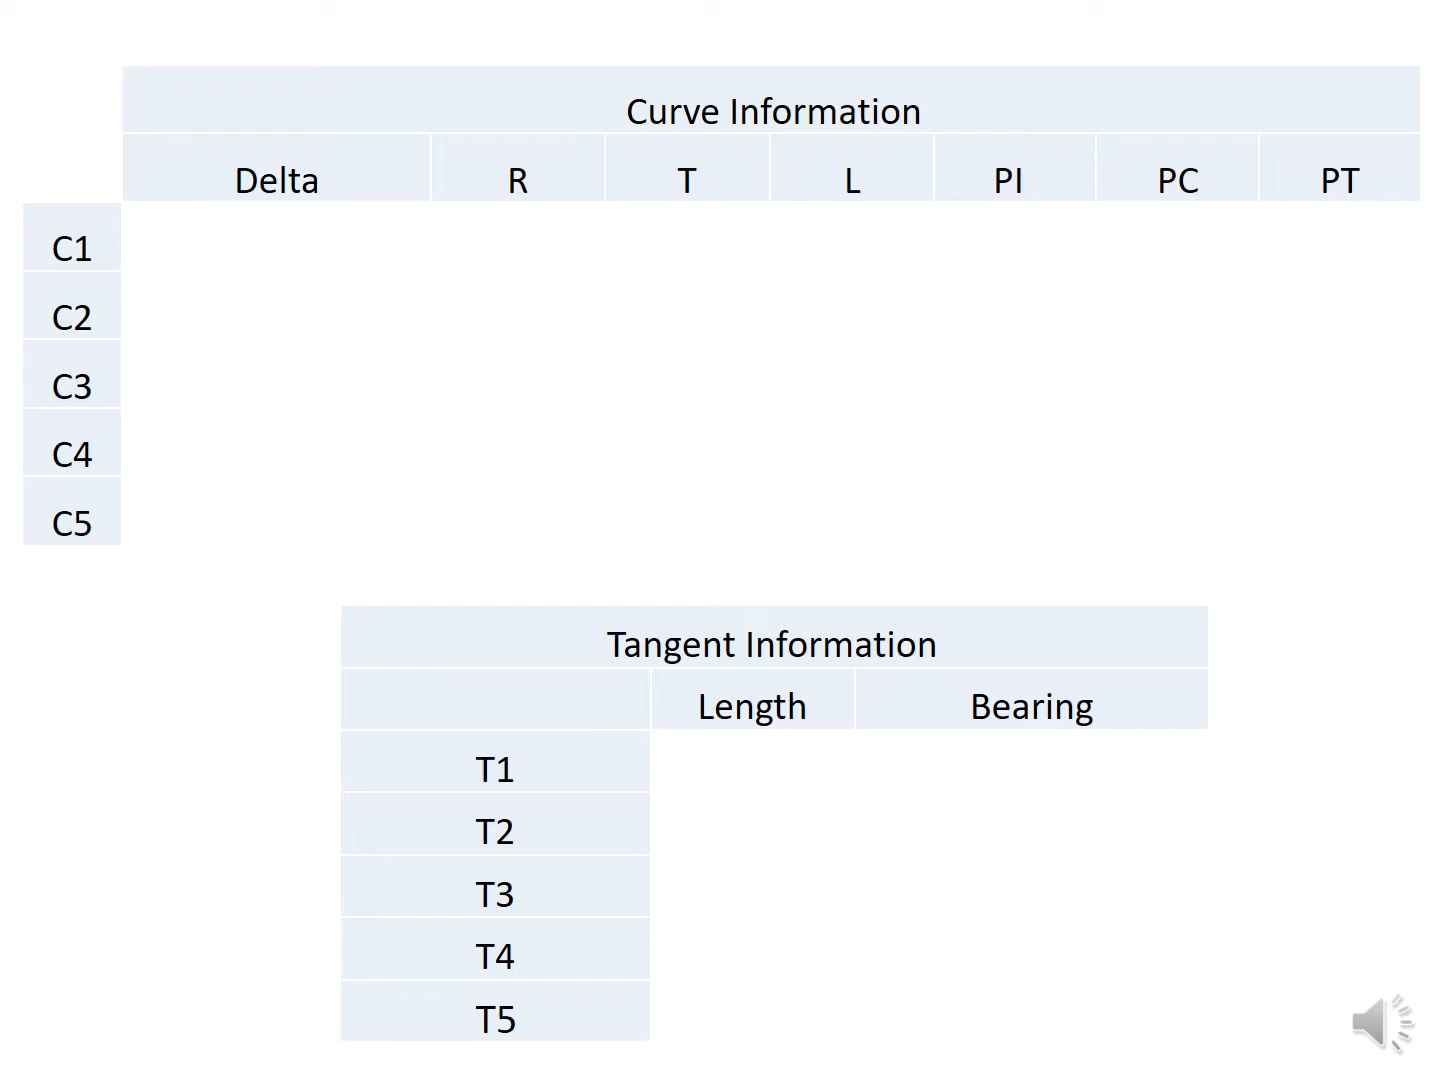 Curve Information
Delta R T L PI PC PT
C1
C2
C3
C4
C5
Tangent Information
Length Bearing
T1
T2
T3
T4
T5